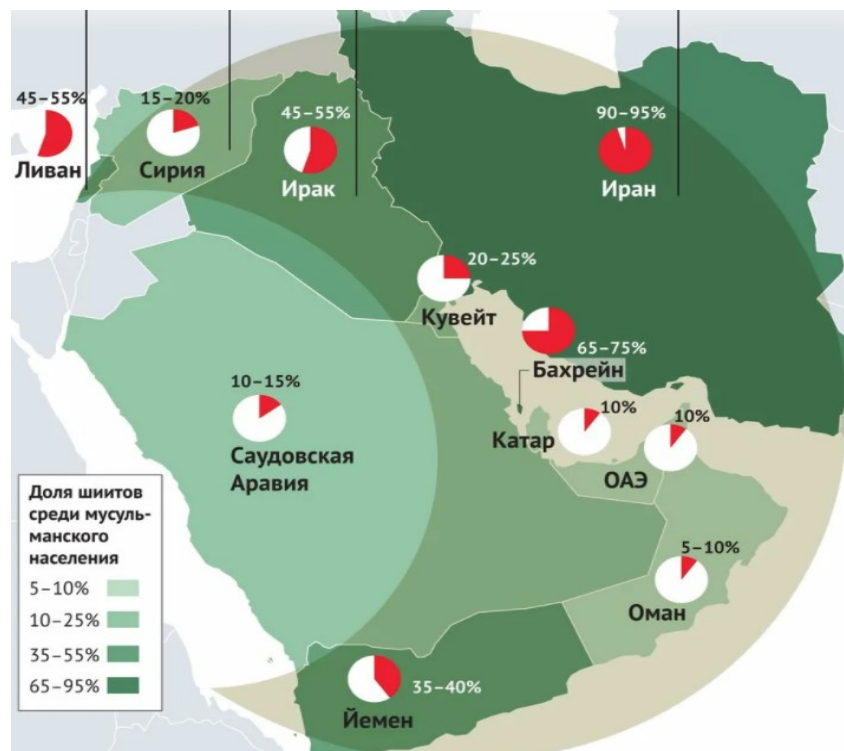 45–55%
Ливан
15–20%
Сирия
45–55%
Ирак
90–95%
Иран
20–25%
Кувейт
65–75%
Бахрейн
10–15%
Саудовская
Аравия
Катар
10%
10%
ОАЭ
5–10%
Оман
35–40%
Йемен
Доля шиитов
среди мусуль-
манского
населения
5–10%
10–25%
35–55%
65–95%